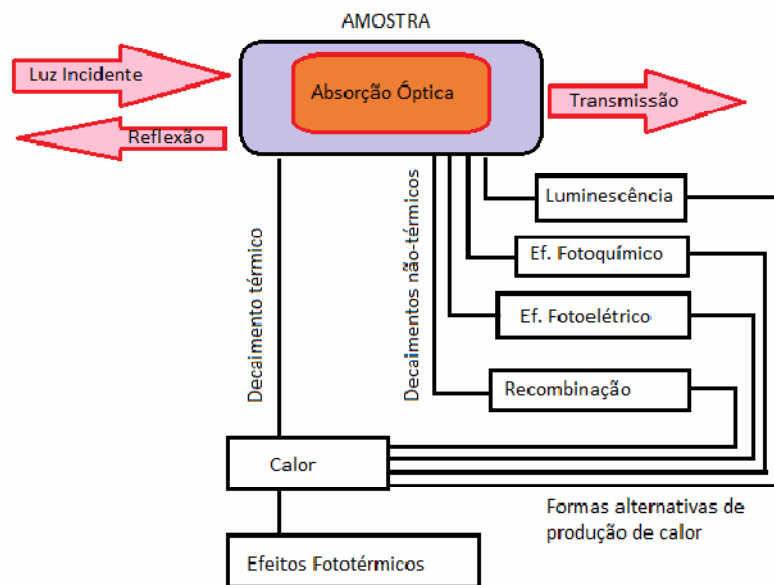 AMOSTRA
Luz Incidente
Absorção Óptica
Transmissão
Reflexão
Decaimento térmico
Decaimentos não-térmicos
Luminescência
Ef. Fotoquímico
Ef. Fotoelétrico
Recombinação
Calor
Formas alternativas de
produção de calor
Efeitos Fototérmicos